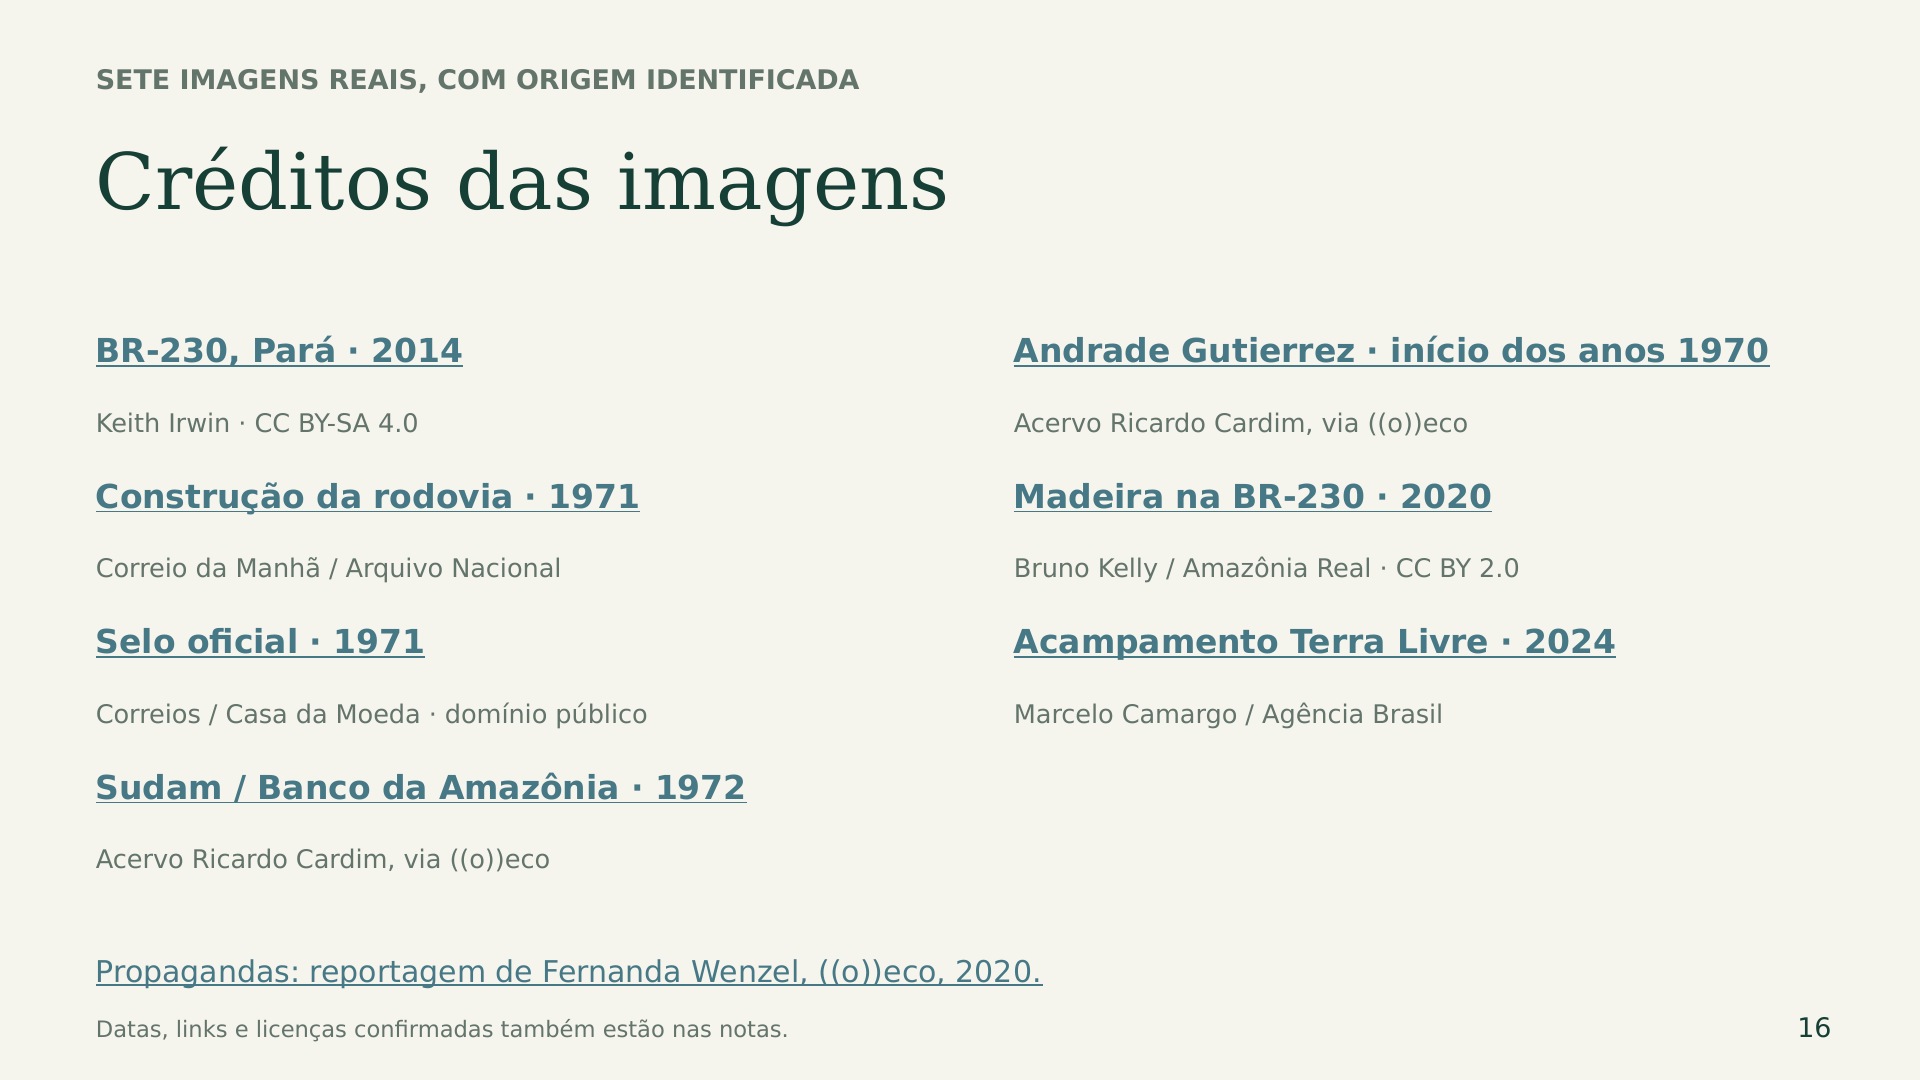 SETE IMAGENS REAIS, COM ORIGEM IDENTIFICADA
Créditos das imagens
BR-230, Pará · 2014
Keith Irwin · CC BY-SA 4.0
Construção da rodovia · 1971
Correio da Manhã / Arquivo Nacional
Selo oficial · 1971
Correios / Casa da Moeda · domínio público
Sudam / Banco da Amazônia · 1972
Acervo Ricardo Cardim, via ((o))eco
Andrade Gutierrez · início dos anos 1970
Acervo Ricardo Cardim, via ((o))eco
Madeira na BR-230 · 2020
Bruno Kelly / Amazônia Real · CC BY 2.0
Acampamento Terra Livre · 2024
Marcelo Camargo / Agência Brasil
Propagandas: reportagem de Fernanda Wenzel, ((o))eco, 2020.
Datas, links e licenças confirmadas também estão nas notas.
16